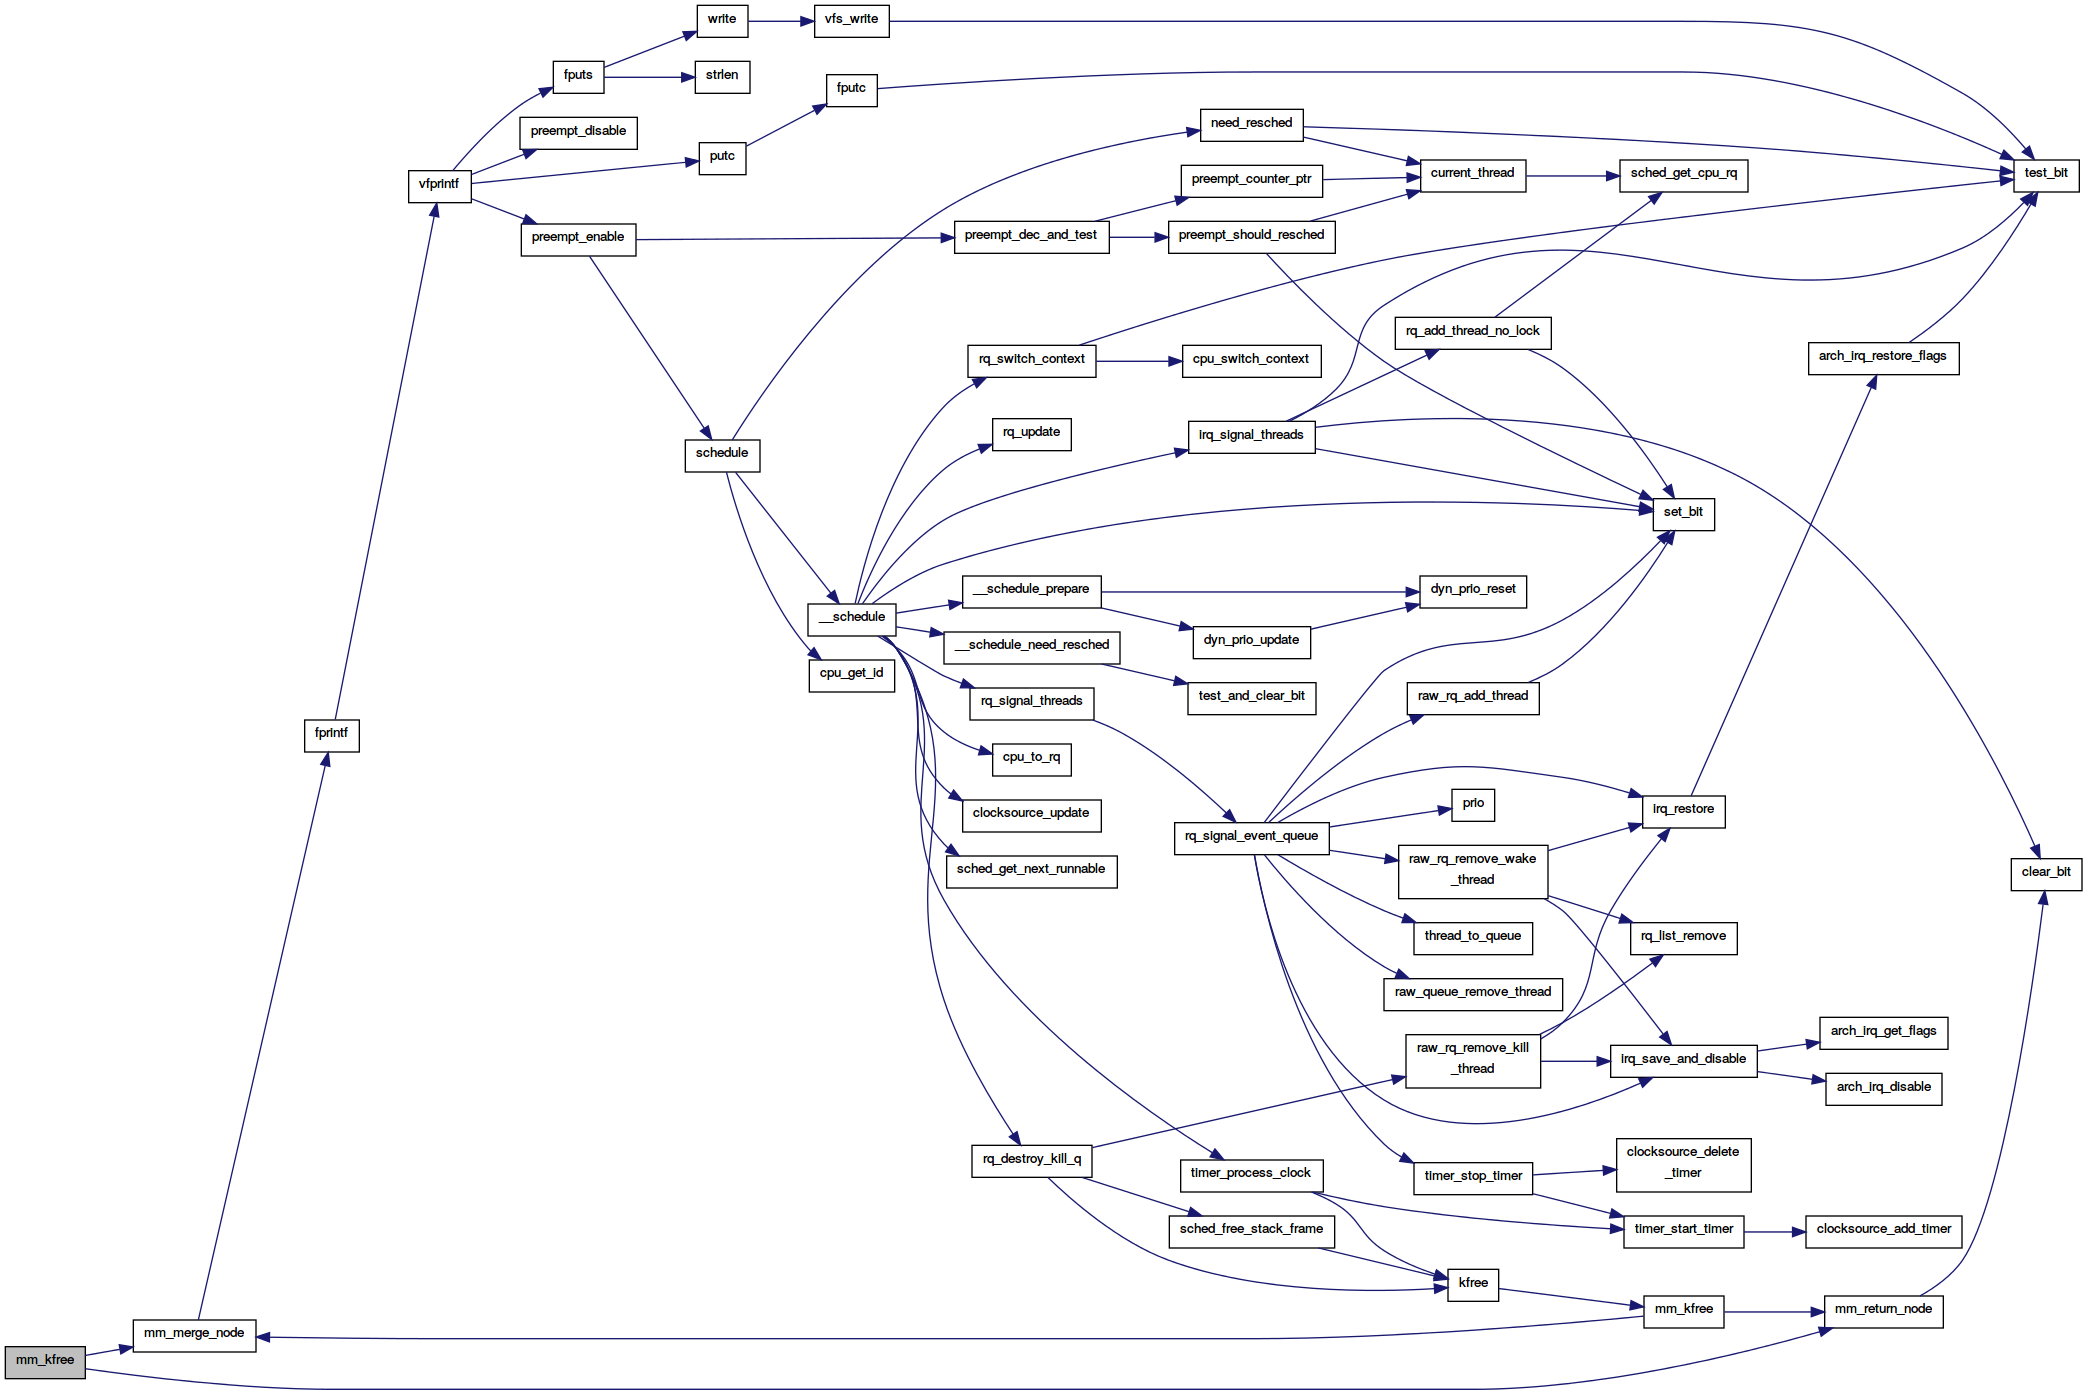 write
vfs_write
fputs
strlen
fputc
need_resched
preempt_disable
putc
vfprintf
preempt_counter_ptr
current_thread
sched_get_cpu_rq
test_bit
preempt_enable
preempt_dec_and_test
preempt_should_resched
rq_add_thread_no_lock
rq_switch_context
cpu_switch_context
arch_irq_restore_flags
rq_update
irq_signal_threads
schedule
set_bit
__schedule_prepare
dyn_prio_reset
__schedule
dyn_prio_update
__schedule_need_resched
cpu_get_id
test_and_clear_bit
rq_signal_threads
raw_rq_add_thread
fprintf
cpu_to_rq
clocksource_update
prio
irq_restore
rq_signal_event_queue
raw_rq_remove_wake
_thread
sched_get_next_runnable
clear_bit
thread_to_queue
rq_list_remove
raw_queue_remove_thread
arch_irq_get_flags
raw_rq_remove_kill
_thread
irq_save_and_disable
arch_irq_disable
rq_destroy_kill_q
timer_process_clock
timer_stop_timer
clocksource_delete
_timer
sched_free_stack_frame
timer_start_timer
clocksource_add_timer
kfree
mm_kfree
mm_return_node
mm_merge_node
mm_kfree